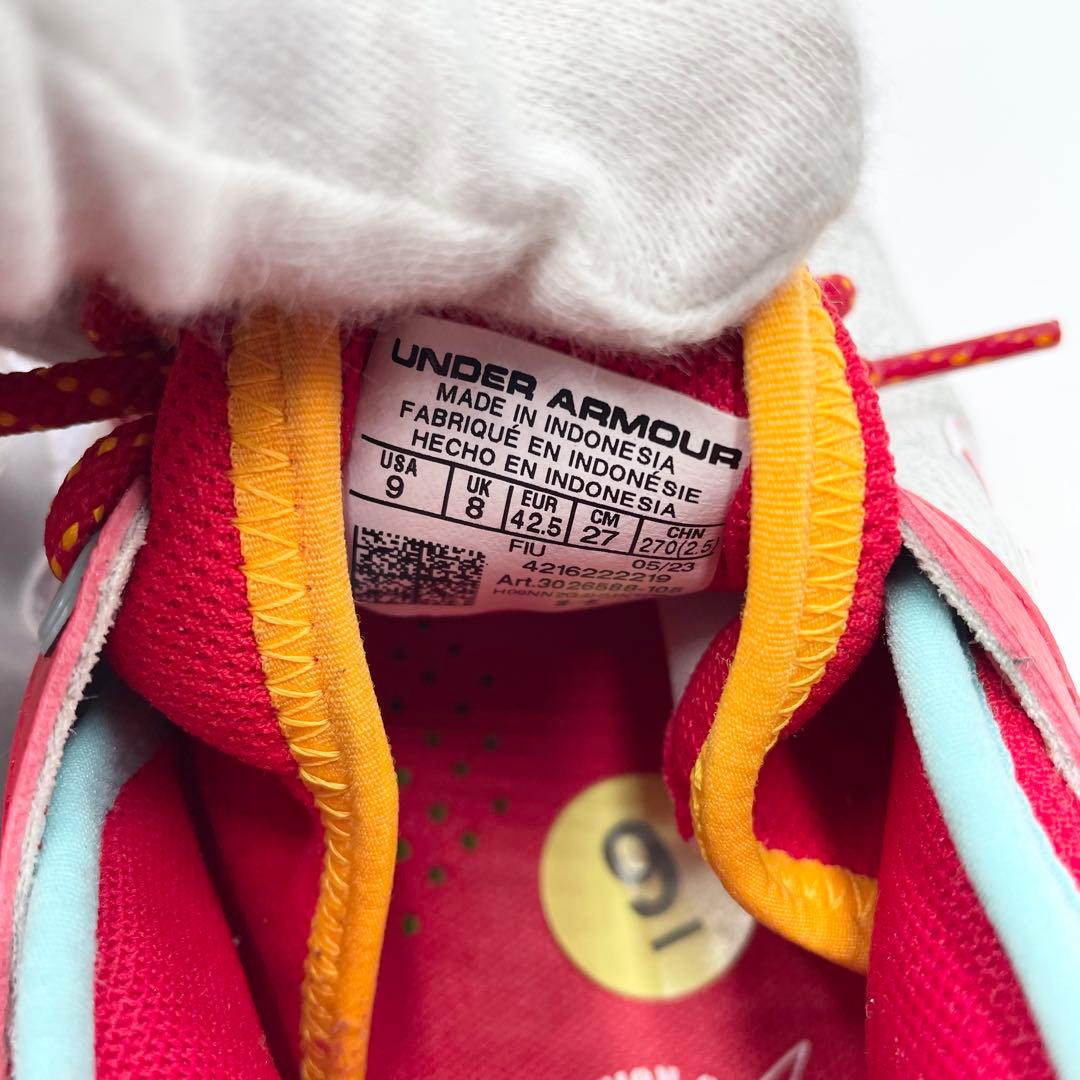 UNDER ARMOUR
MADE IN INDONESIA
FABRIQUÉ EN INDONÉSIE
HECHO EN INDONESIA
USA UK EUR CM CHN
9 8 42.5 27 270(2.5)
FIU 05/23
4216222219
Art.3026588-105
9